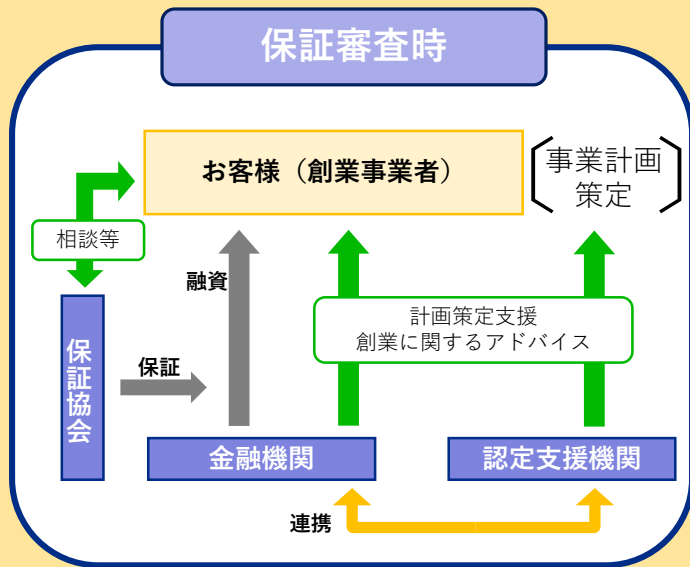 保証審査時
お客様（創業事業者）
事業計画
策定
相談等
融資
計画策定支援
創業に関するアドバイス
保証協会
保証
金融機関
認定支援機関
連携